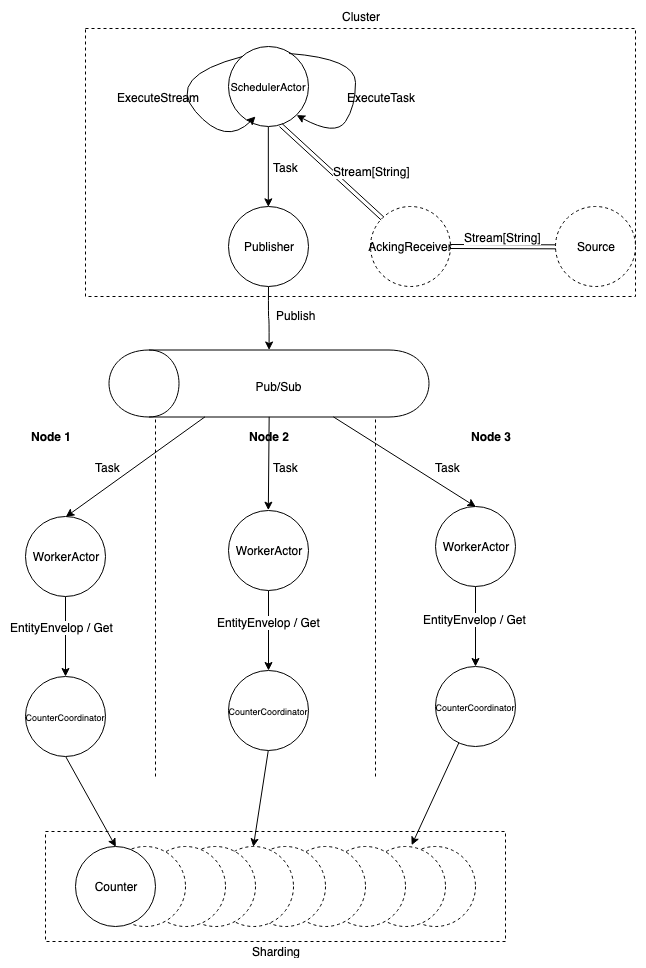 Cluster
SchedulerActor
ExecuteStream
ExecuteTask
Task
Stream[String]
Publisher
AckingReceiver
Stream[String]
Source
Publish
Pub/Sub
Node 1
Node 2
Node 3
Task
Task
Task
WorkerActor
WorkerActor
WorkerActor
EntityEnvelop / Get
EntityEnvelop / Get
EntityEnvelop / Get
CounterCoordinator
CounterCoordinator
CounterCoordinator
Counter
Sharding